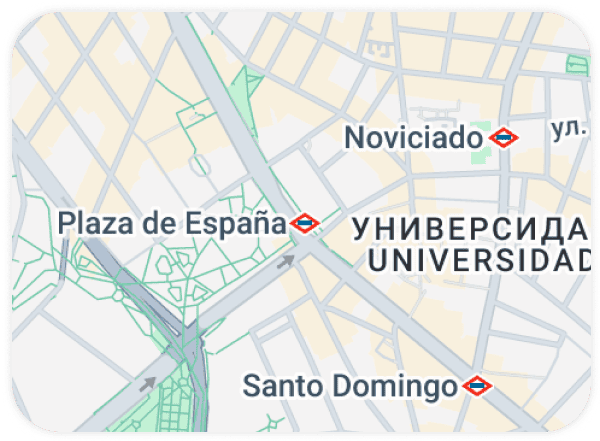 Noviciado
ул.
Plaza de España
УНИВЕРСИДА
UNIVERSIDAD
Santo Domingo